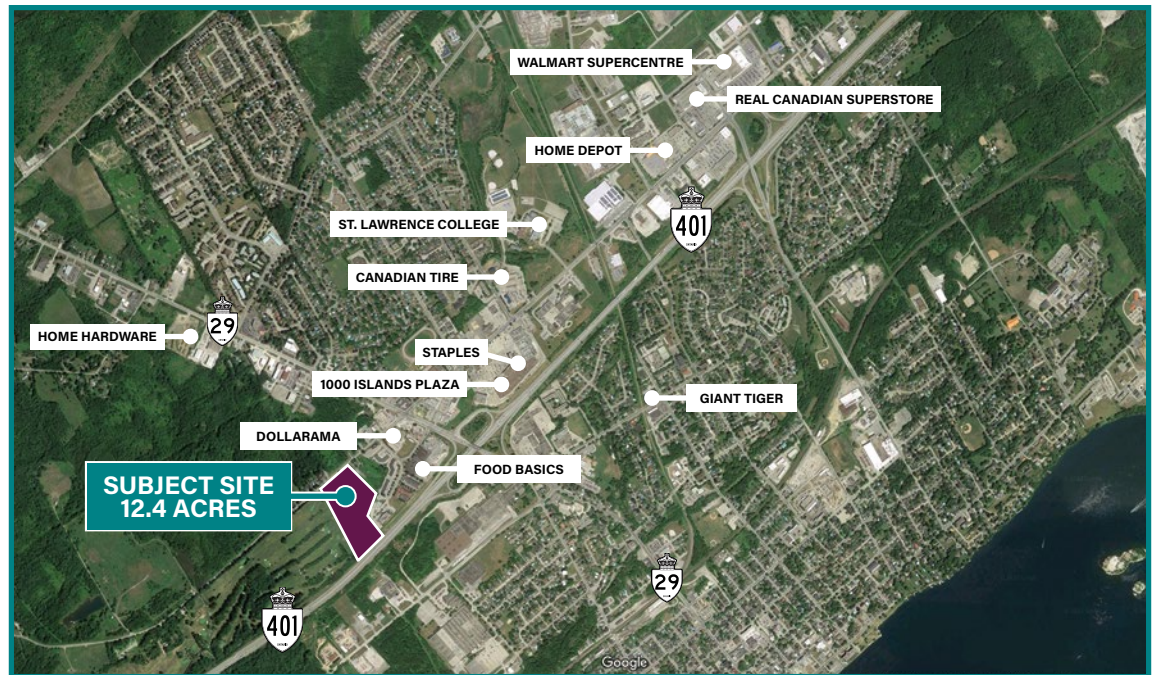 WALMART SUPERCENTRE
REAL CANADIAN SUPERSTORE
HOME DEPOT
401
ST. LAWRENCE COLLEGE
CANADIAN TIRE
29
HOME HARDWARE
STAPLES
1000 ISLANDS PLAZA
GIANT TIGER
DOLLARAMA
FOOD BASICS
SUBJECT SITE
12.4 ACRES
29
401
Google